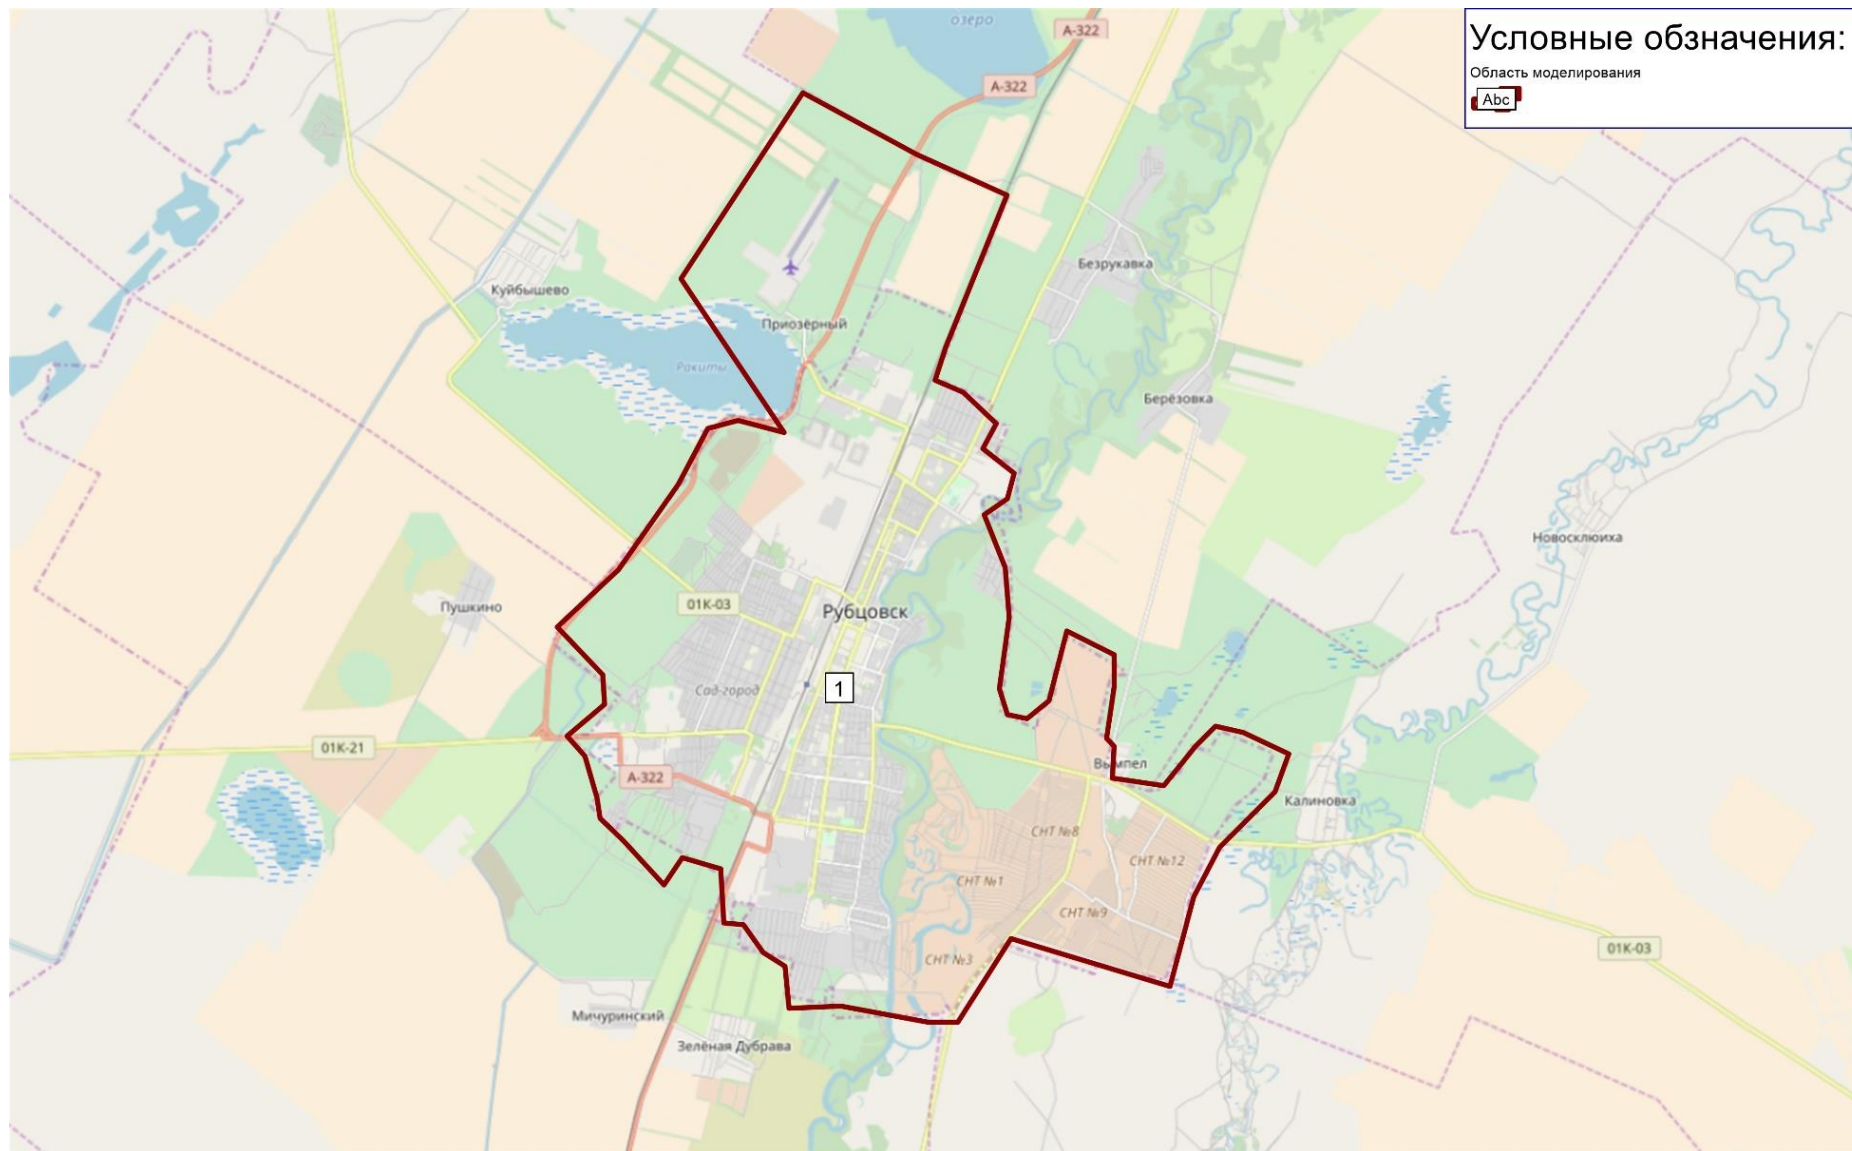 озеро
А-322
Условные обзначения:
Область моделирования
Abc
А-322
Безрукавка
Куйбышево
Приозёрный
Ракиты
Берёзовка
Новосклюиха
01К-03
Пушкино
Рубцовск
Сад-город
1
01К-21
А-322
Вымпел
Калиновка
СНТ №8
СНТ №12
СНТ №1
СНТ №9
01К-03
СНТ №3
Мичуринский
Зелёная Дубрава